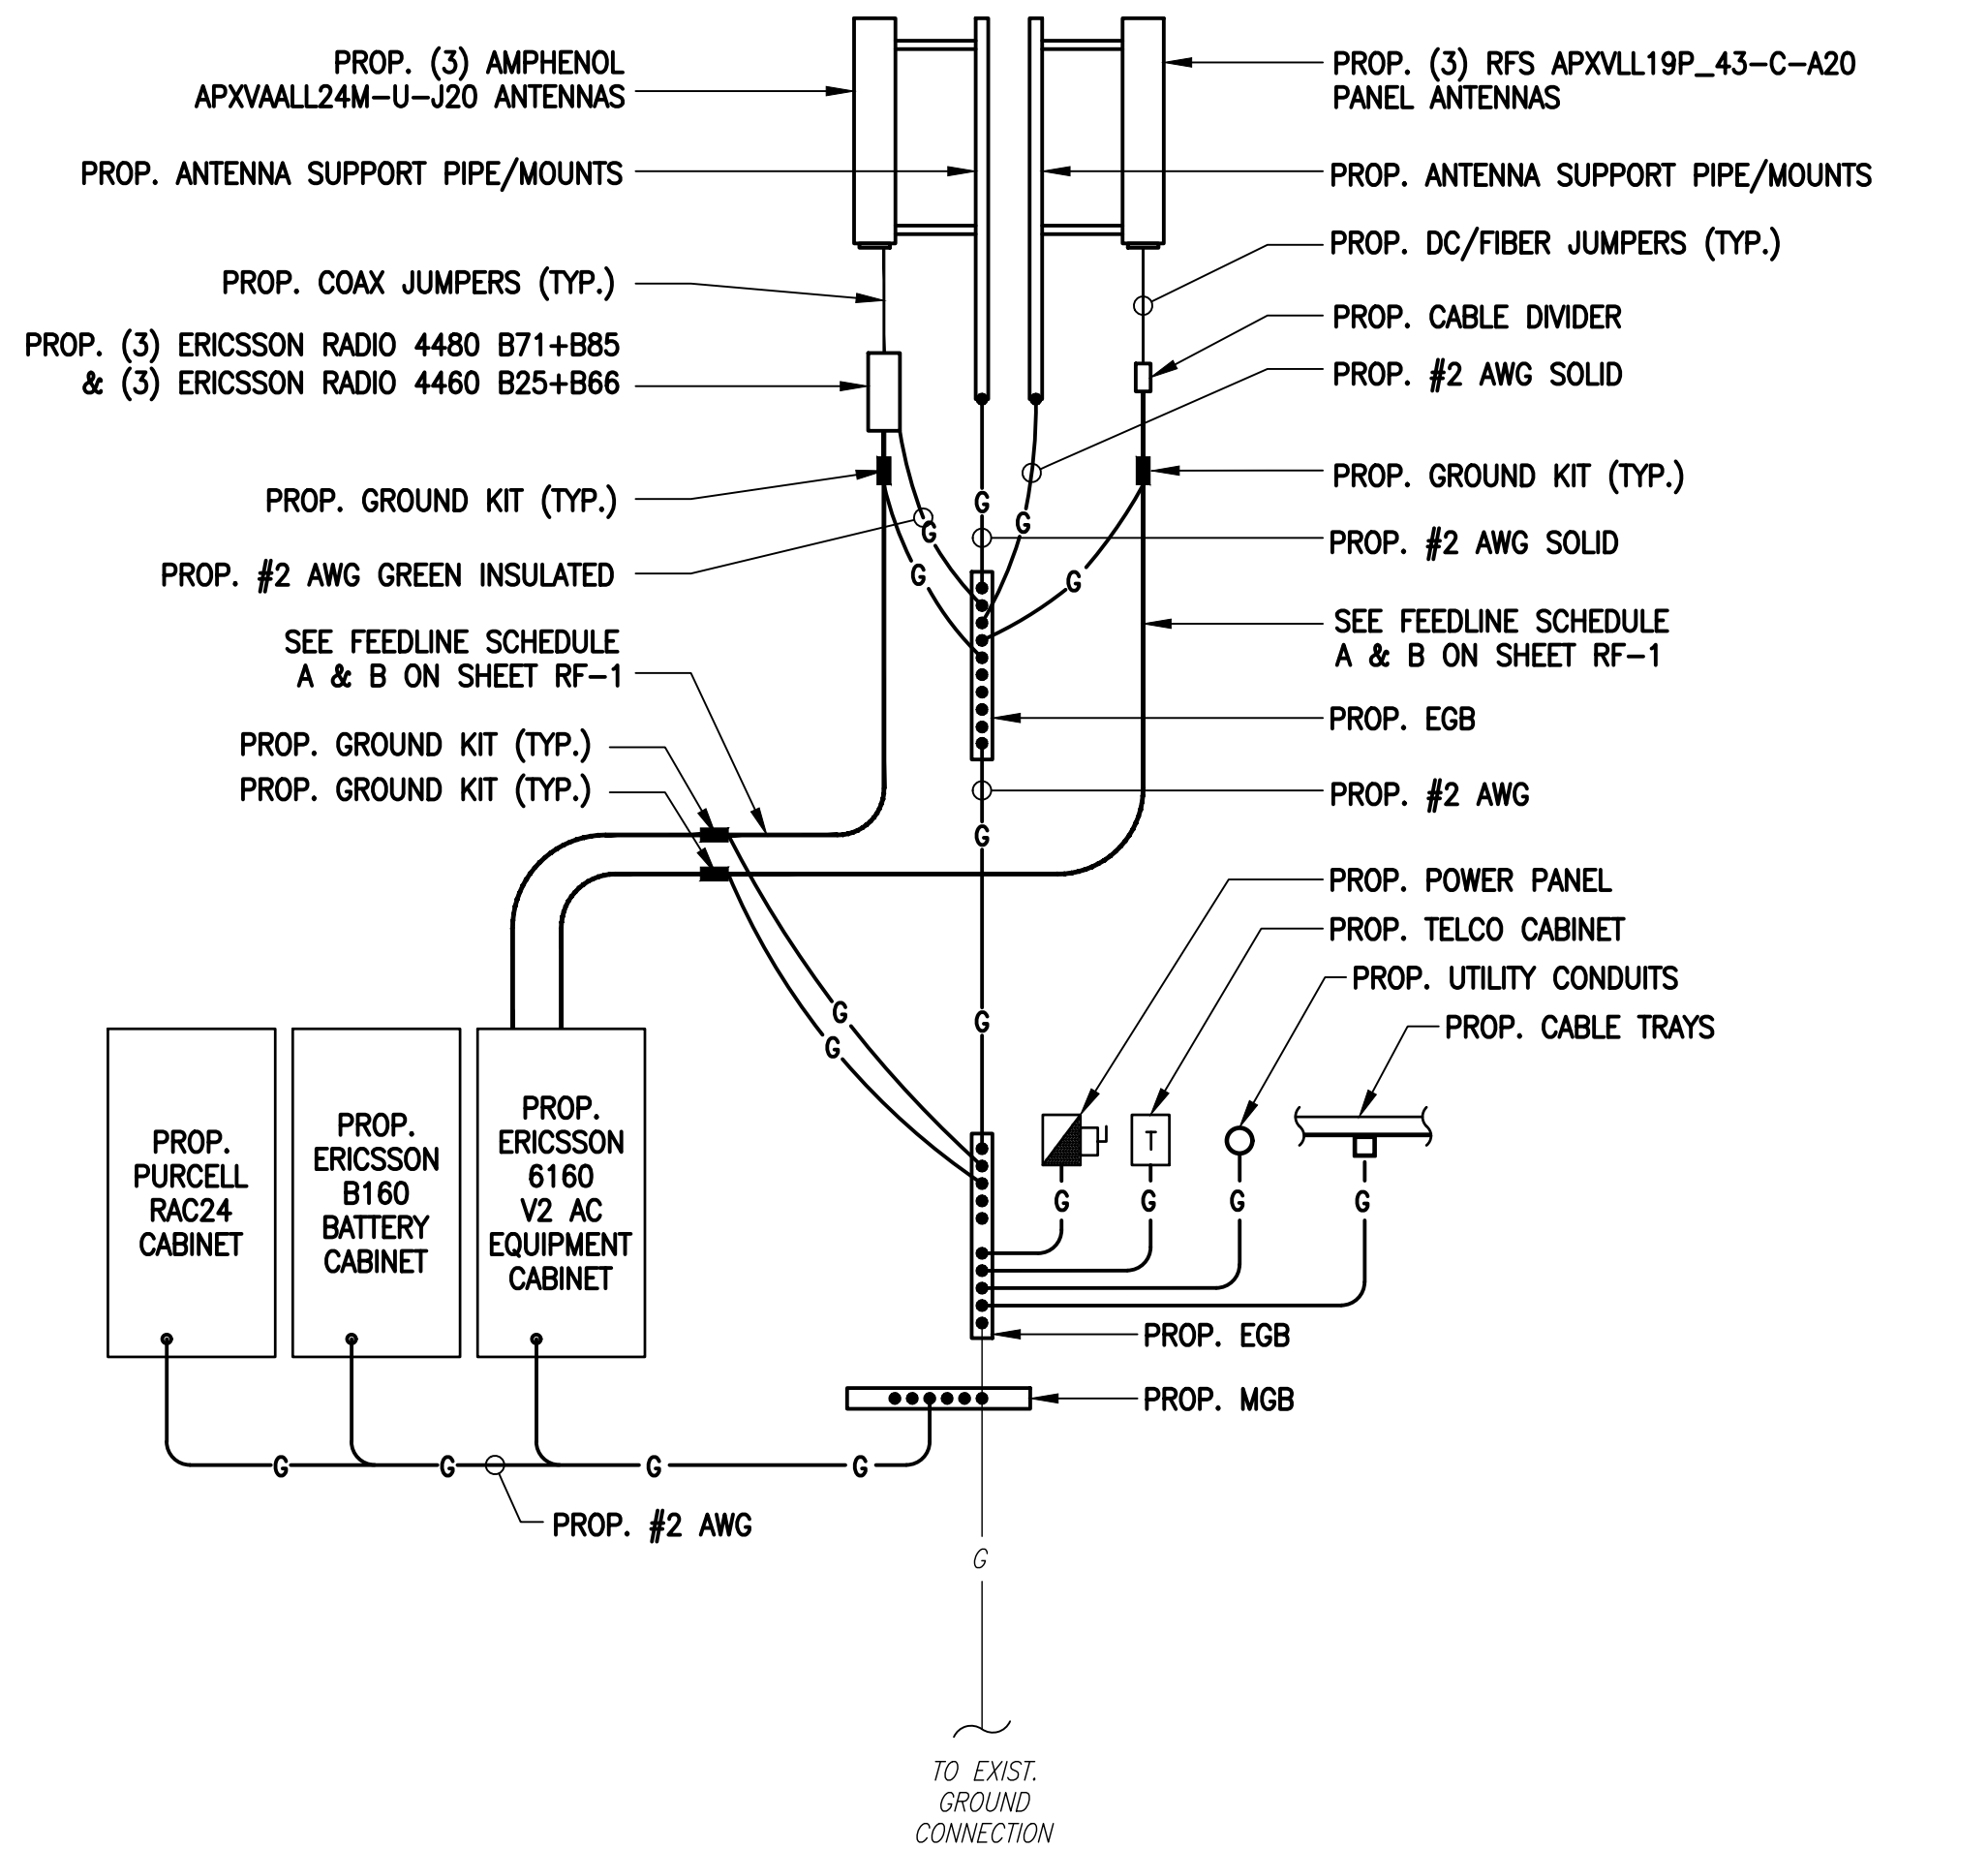 PROP. (3) AMPHENOL
APXVAALL24M-U-J20 ANTENNAS
PROP. ANTENNA SUPPORT PIPE/MOUNTS
PROP. COAX JUMPERS (TYP.)
PROP. (3) ERICSSON RADIO 4480 B71+B85
& (3) ERICSSON RADIO 4460 B25+B66
PROP. GROUND KIT (TYP.)
PROP. #2 AWG GREEN INSULATED
SEE FEEDLINE SCHEDULE
A & B ON SHEET RF-1
PROP. GROUND KIT (TYP.)
PROP. GROUND KIT (TYP.)
PROP. (3) RFS APXVLL19P_43-C-A20
PANEL ANTENNAS
PROP. ANTENNA SUPPORT PIPE/MOUNTS
PROP. DC/FIBER JUMPERS (TYP.)
PROP. CABLE DIVIDER
PROP. #2 AWG SOLID
PROP. GROUND KIT (TYP.)
PROP. #2 AWG SOLID
SEE FEEDLINE SCHEDULE
A & B ON SHEET RF-1
PROP. EGB
PROP. #2 AWG
PROP. POWER PANEL
PROP. TELCO CABINET
PROP. UTILITY CONDUITS
PROP. CABLE TRAYS
G
G
G
G
G
G
G
G
G
T
G
G
G
G
PROP.
PURCELL
RAC24
CABINET
PROP.
ERICSSON
B160
BATTERY
CABINET
PROP.
ERICSSON
6160
V2 AC
EQUIPMENT
CABINET
PROP. EGB
PROP. MGB
G
G
G
G
PROP. #2 AWG
G
TO EXIST.
GROUND
CONNECTION